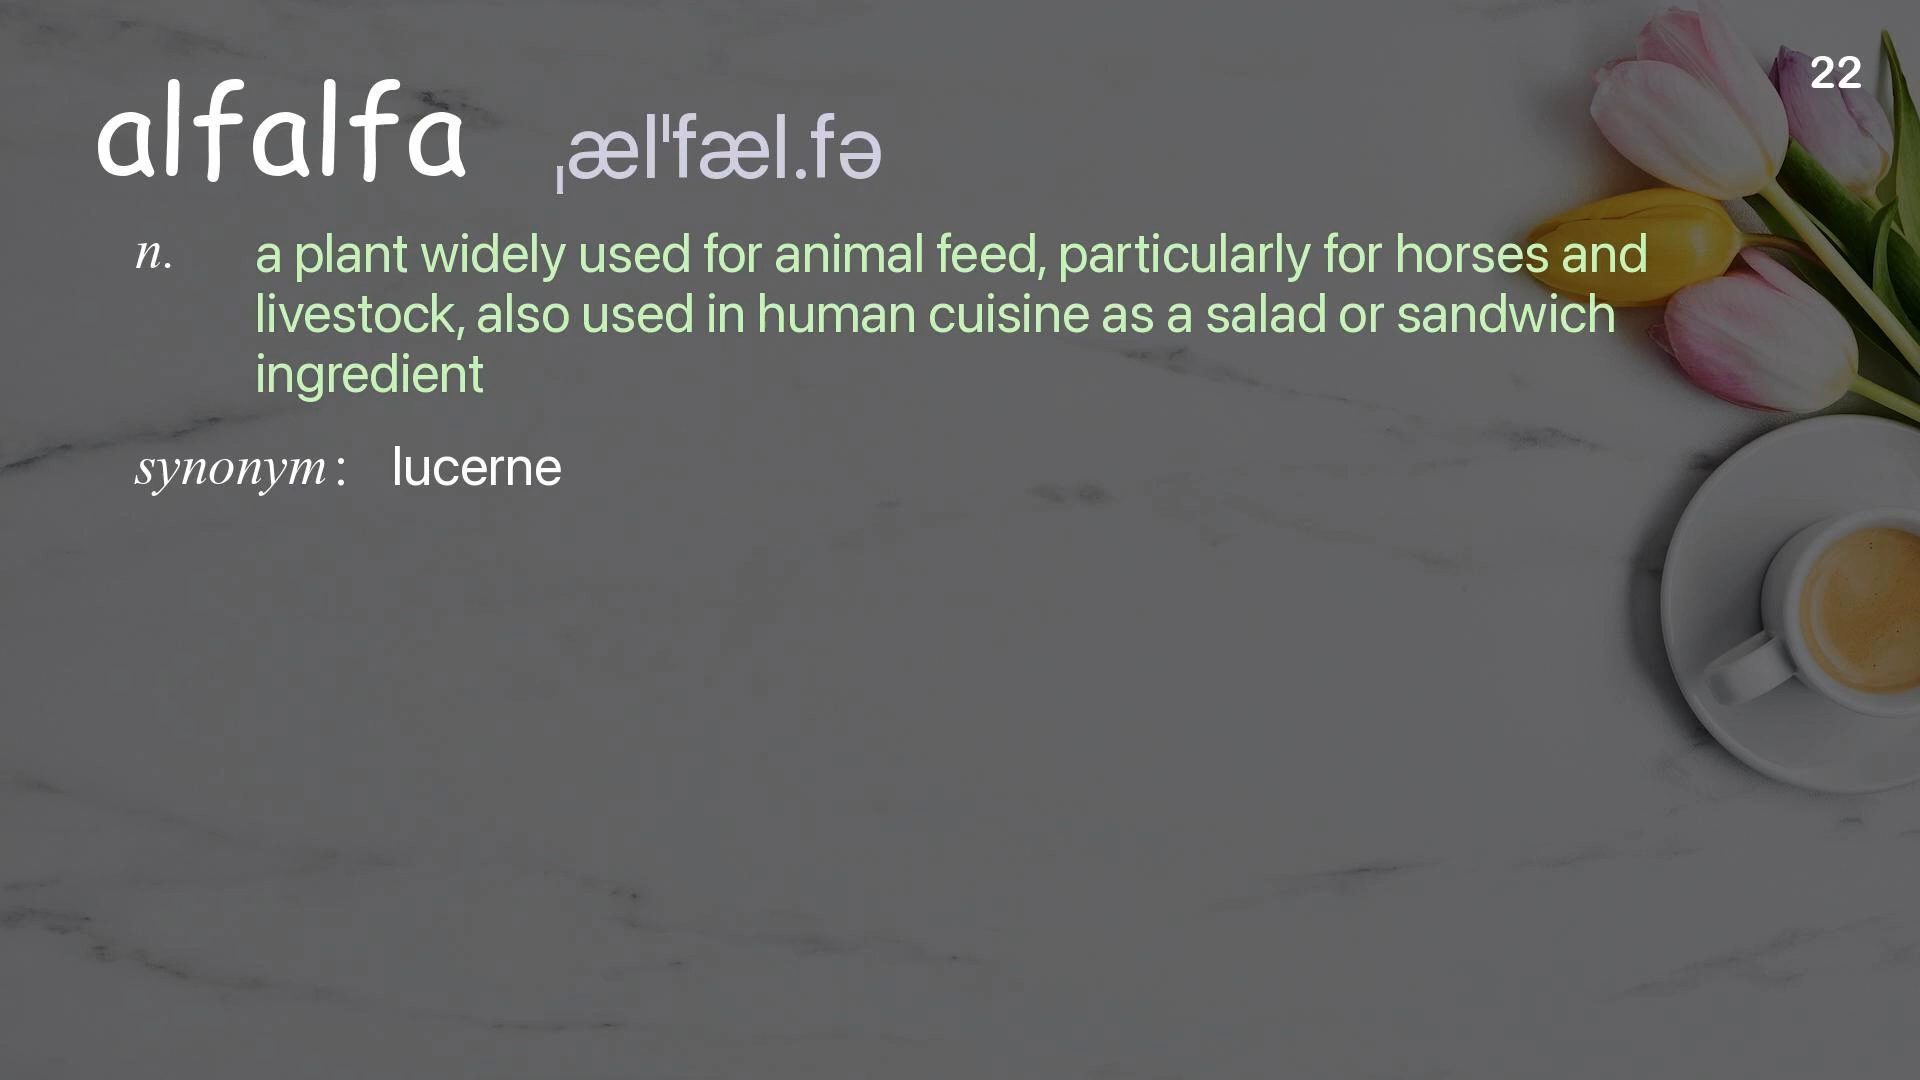 22
alfalfa ˌælˈfæl.fə
n. a plant widely used for animal feed, particularly for horses and
livestock, also used in human cuisine as a salad or sandwich
ingredient
synonym: lucerne